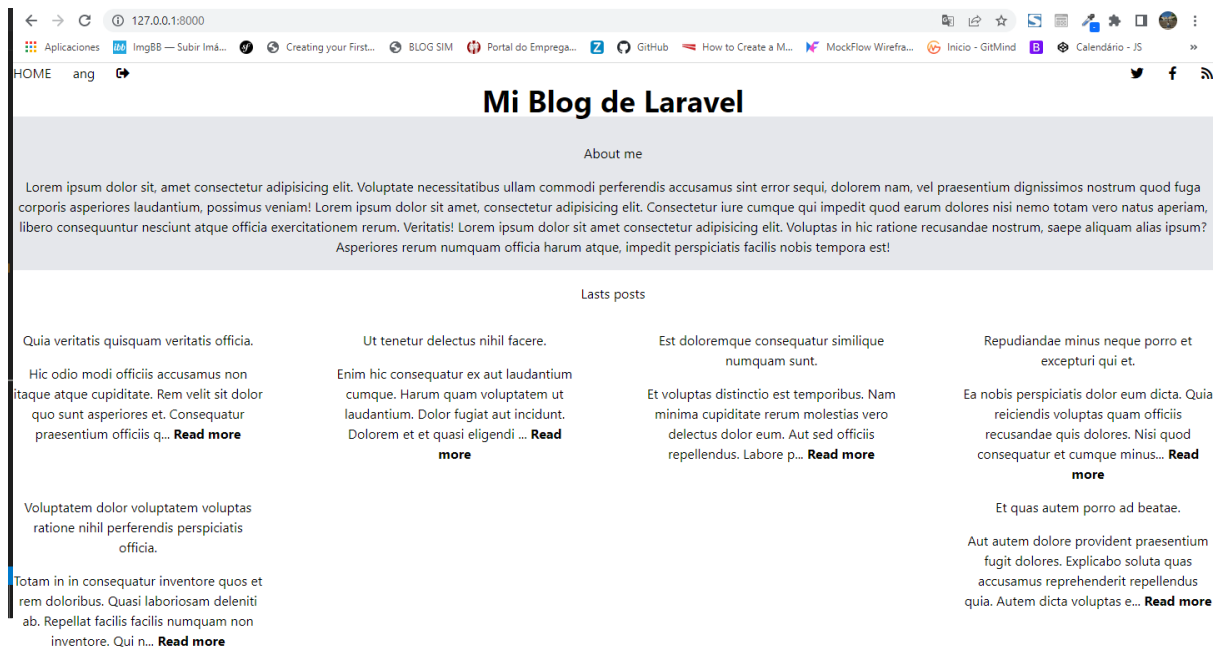 127.0.0.1:8000
Aplicaciones ImgBB — Subir Imá... Creating your First... BLOG SIM Portal do Emprega... GitHub How to Create a M... MockFlow Wirefra... Inicio - GitMind Calendário - JS »
HOME ang
Mi Blog de Laravel
About me
Lorem ipsum dolor sit, amet consectetur adipisicing elit. Voluptate necessitatibus ullam commodi perferendis accusamus sint error sequi, dolorem nam, vel praesentium dignissimos nostrum quod fuga
corporis asperiores laudantium, possimus veniam! Lorem ipsum dolor sit amet, consectetur adipisicing elit. Consectetur iure cumque qui impedit quod earum dolores nisi nemo totam vero natus aperiam,
libero consequuntur nesciunt atque officia exercitationem rerum. Veritatis! Lorem ipsum dolor sit amet consectetur adipisicing elit. Voluptas in hic ratione recusandae nostrum, saepe aliquam alias ipsum?
Asperiores rerum numquam officia harum atque, impedit perspiciatis facilis nobis tempora est!
Lasts posts
Quia veritatis quisquam veritatis officia.
Hic odio modi officiis accusamus non
itaque atque cupiditate. Rem velit sit dolor
quo sunt asperiores et. Consequatur
praesentium officiis q... Read more
Ut tenetur delectus nihil facere.
Enim hic consequatur ex aut laudantium
cumque. Harum quam voluptatem ut
laudantium. Dolor fugiat aut incidunt.
Dolorem et et quasi eligendi ... Read
more
Est doloremque consequatur similique
numquam sunt.
Et voluptas distinctio est temporibus. Nam
minima cupiditate rerum molestias vero
delectus dolor eum. Aut sed officiis
repellendus. Labore p... Read more
Repudiandae minus neque porro et
excepturi qui et.
Ea nobis perspiciatis dolor eum dicta. Quia
reiciendis voluptas quam officiis
recusandae quis dolores. Nisi quod
consequatur et cumque minus... Read
more
Voluptatem dolor voluptatem voluptas
ratione nihil perferendis perspiciatis
officia.
Totam in in consequatur inventore quos et
rem doloribus. Quasi laboriosam deleniti
ab. Repellat facilis facilis numquam non
inventore. Qui n... Read more
Et quas autem porro ad beatae.
Aut autem dolore provident praesentium
fugit dolores. Explicabo soluta quas
accusamus reprehenderit repellendus
quia. Autem dicta voluptas e... Read more